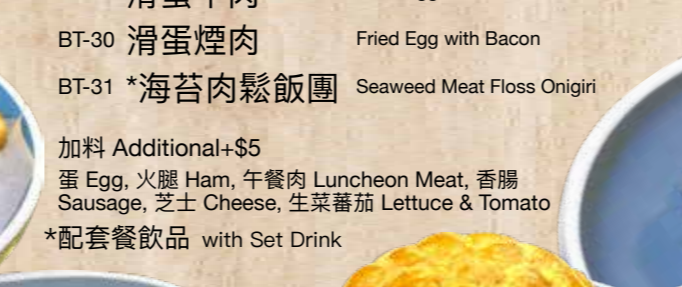 BT-30 滑蛋煙肉 Fried Egg with Bacon
BT-31 *海苔肉鬆飯團 Seaweed Meat Floss Onigiri
加料 Additional+$5
蛋 Egg, 火腿 Ham, 午餐肉 Luncheon Meat, 香腸
Sausage, 芝士 Cheese, 生菜蕃茄 Lettuce & Tomato
*配套餐飲品 with Set Drink